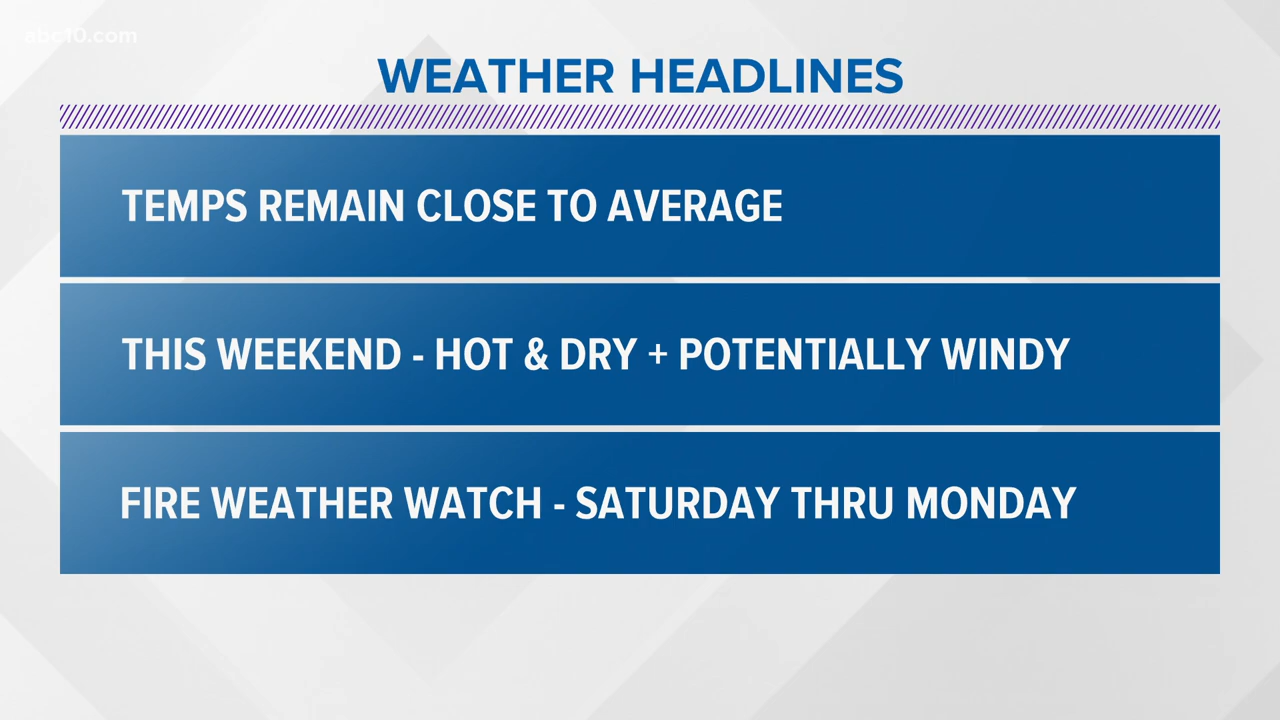 abc10.com
WEATHER HEADLINES
TEMPS REMAIN CLOSE TO AVERAGE
THIS WEEKEND - HOT & DRY + POTENTIALLY WINDY
FIRE WEATHER WATCH - SATURDAY THRU MONDAY